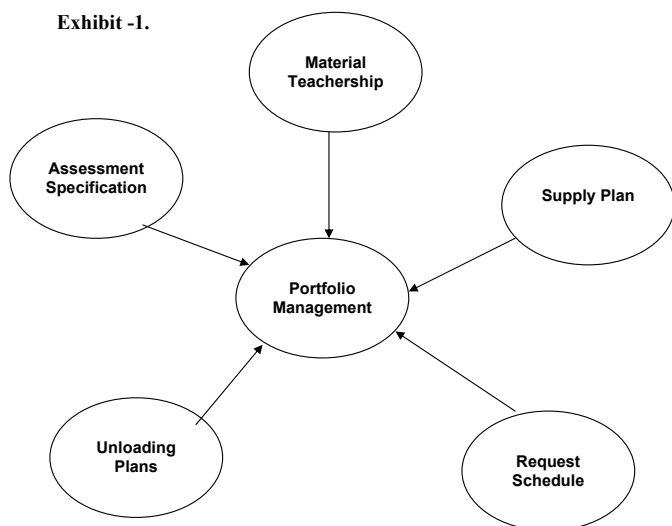 Exhibit -1.
Material
Teachership
Assessment
Specification
Supply Plan
Portfolio
Management
Unloading
Plans
Request
Schedule